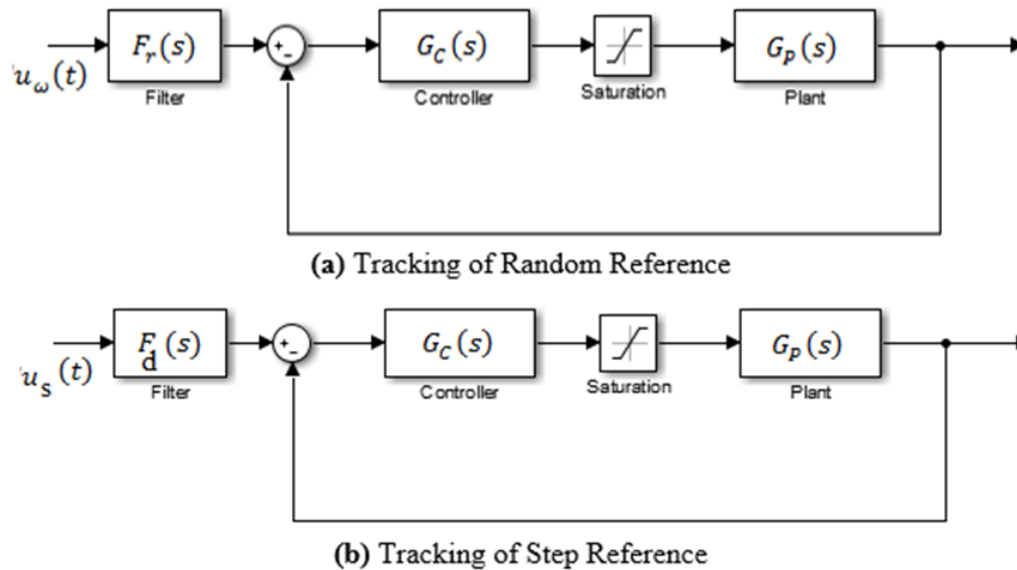 'u_ω(t)
F_r(s)
Filter
+
-
G_C(s)
Controller
Saturation
G_p(s)
Plant
(a) Tracking of Random Reference
'u_s(t)
F_d(s)
Filter
+
-
G_C(s)
Controller
Saturation
G_p(s)
Plant
(b) Tracking of Step Reference